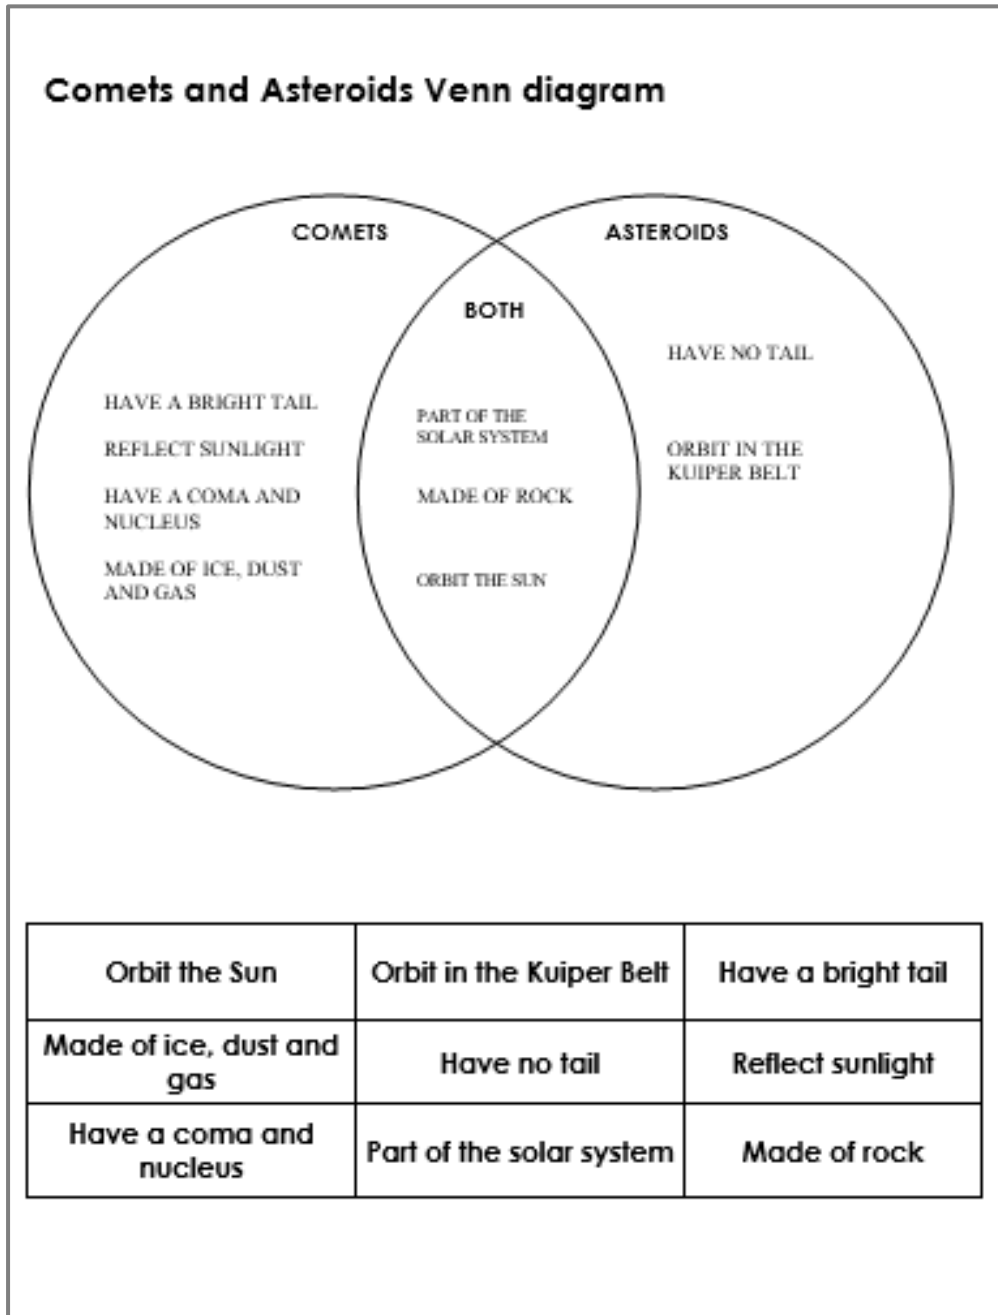 Comets and Asteroids Venn diagram
COMETS
ASTEROIDS
BOTH
HAVE A BRIGHT TAIL
REFLECT SUNLIGHT
HAVE A COMA AND
NUCLEUS
MADE OF ICE, DUST
AND GAS
PART OF THE
SOLAR SYSTEM
MADE OF ROCK
ORBIT THE SUN
HAVE NO TAIL
ORBIT IN THE
KUIPER BELT
Orbit the Sun
Orbit in the Kuiper Belt
Have a bright tail
Made of ice, dust and
gas
Have no tail
Reflect sunlight
Have a coma and
nucleus
Part of the solar system
Made of rock